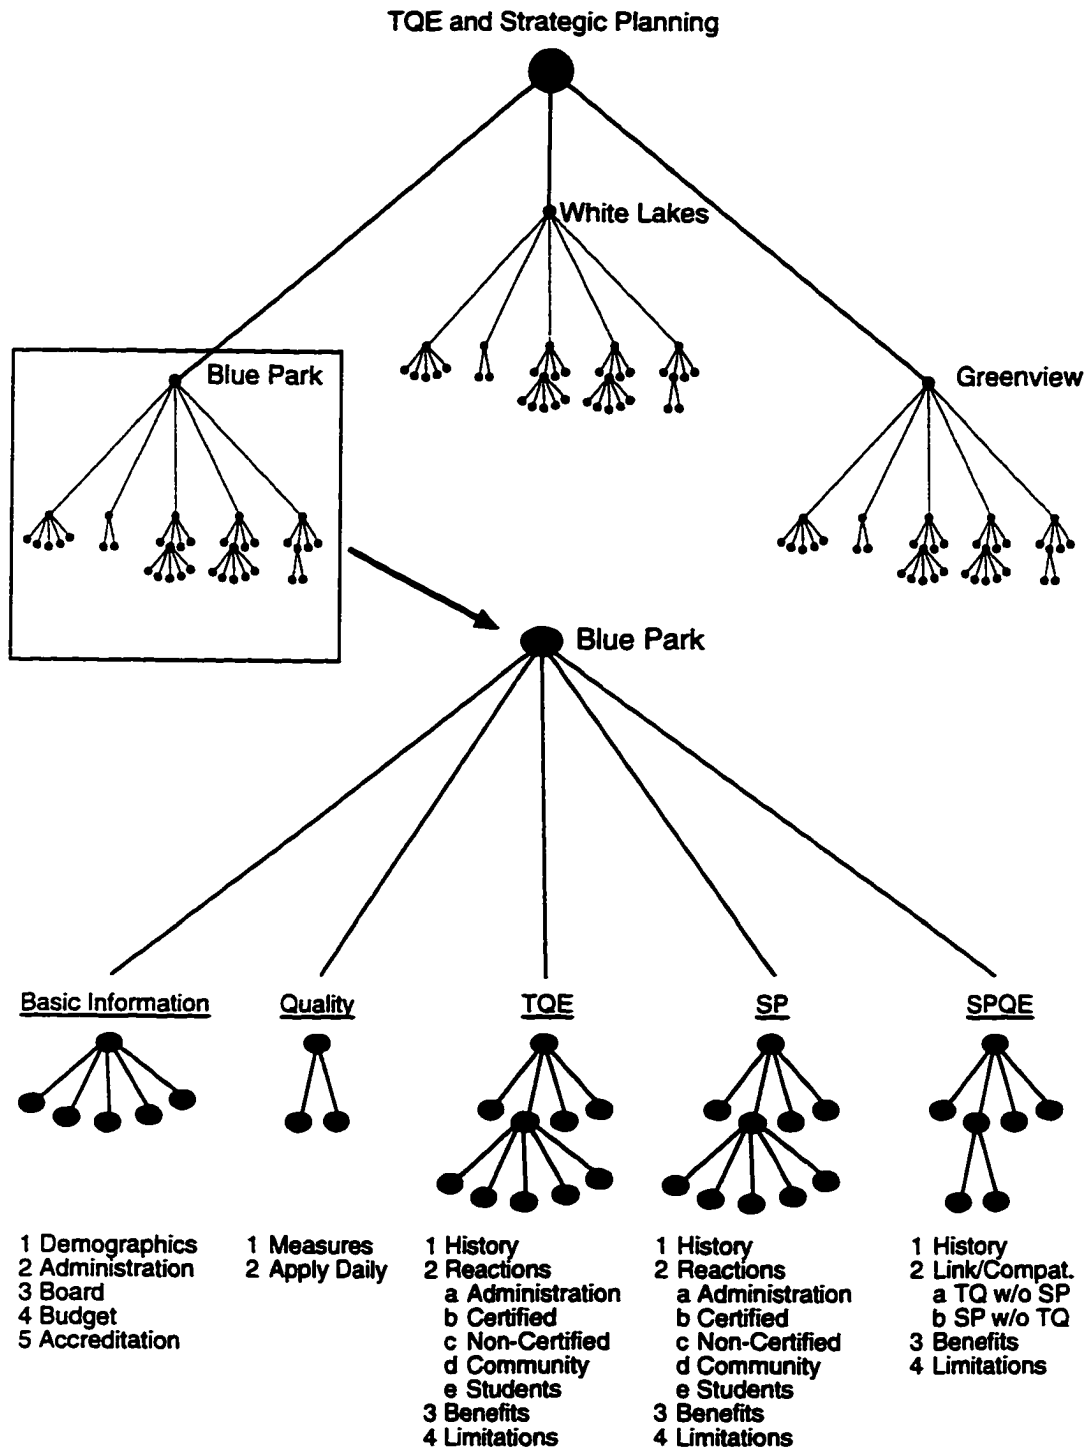 TQE and Strategic Planning
White Lakes
Blue Park
Greenview
Blue Park
Basic Information
Quality
TQE
SP
SPQE
1 Demographics
2 Administration
3 Board
4 Budget
5 Accreditation
1 Measures
2 Apply Daily
1 History
2 Reactions
a Administration
b Certified
c Non-Certified
d Community
e Students
3 Benefits
4 Limitations
1 History
2 Reactions
a Administration
b Certified
c Non-Certified
d Community
e Students
3 Benefits
4 Limitations
1 History
2 Link/Compat.
a TQ w/o SP
b SP w/o TQ
3 Benefits
4 Limitations